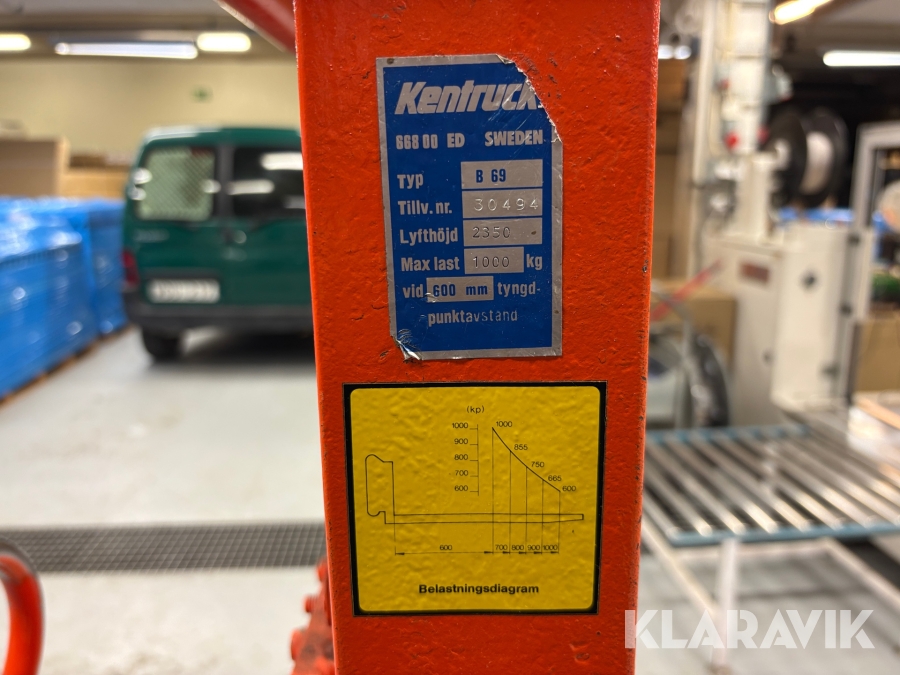 Kentruck
668 00 ED SWEDEN
Typ B 69
Tillv.nr. 30494
Lyfthöjd 2350
Max last 1000 kg
vid 600 mm tyngd-
punktavstånd
(kp)
1000 1000
900 855
800 750
700 665
600 600
600 700 800 900 1000
Belastningsdiagram
KLARAVIK